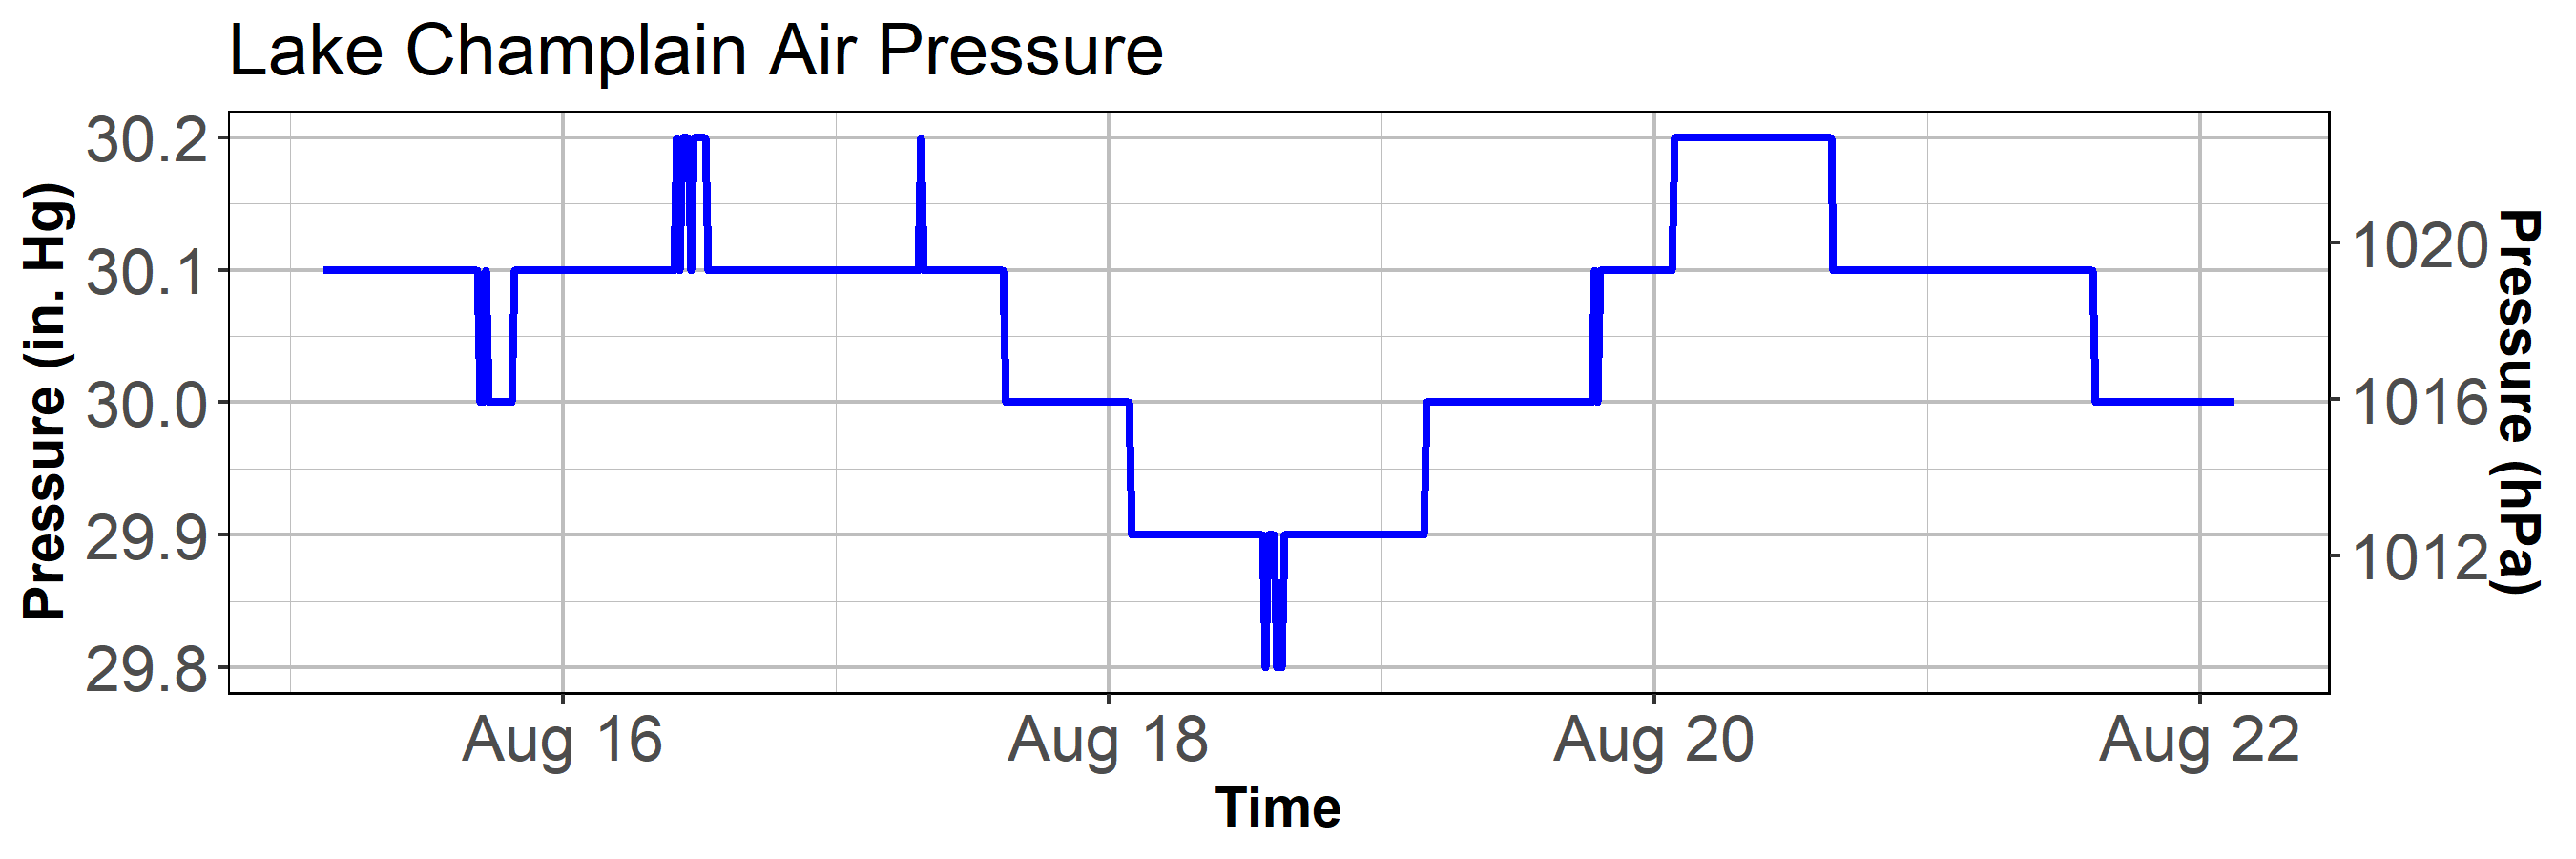 Lake Champlain Air Pressure
Pressure (in. Hg)
30.2
30.1
30.0
29.9
29.8
1020
1016
1012
Pressure (hPa)
Aug 16 Aug 18 Aug 20 Aug 22
Time